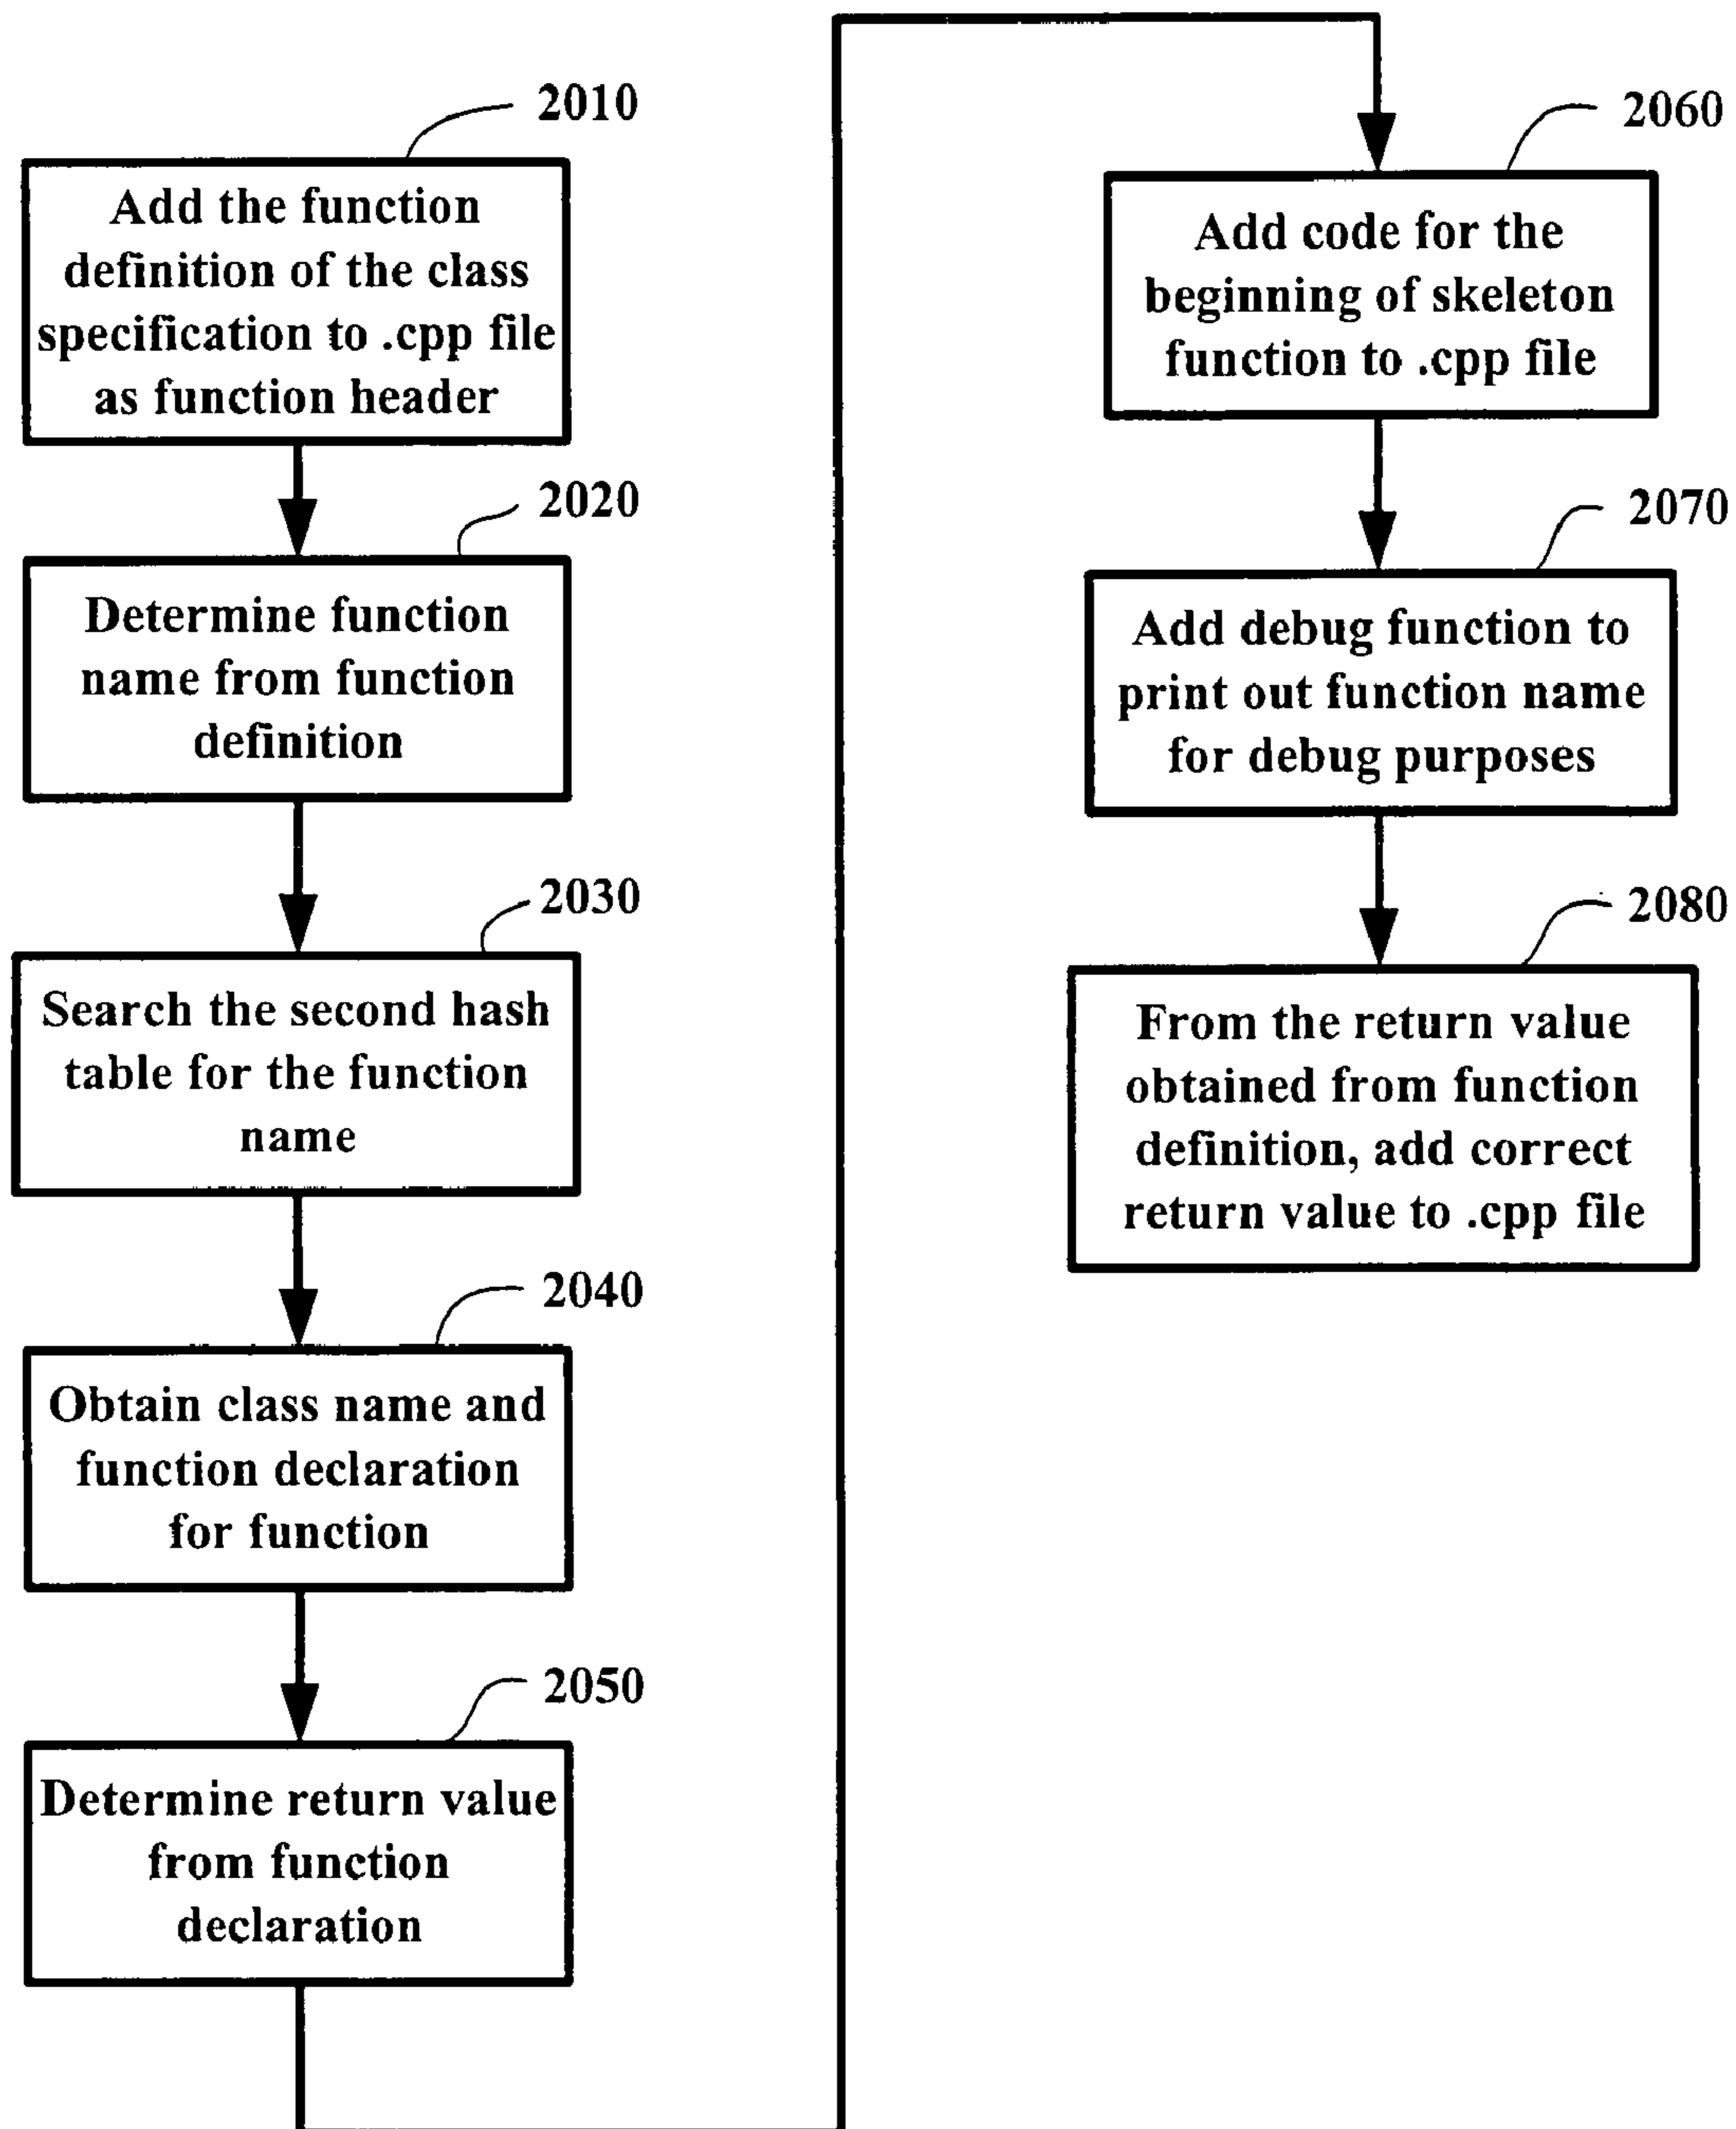 2010
Add the function
definition of the class
specification to .cpp file
as function header
2020
Determine function
name from function
definition
2030
Search the second hash
table for the function
name
2040
Obtain class name and
function declaration
for function
2050
Determine return value
from function
declaration
2060
Add code for the
beginning of skeleton
function to .cpp file
2070
Add debug function to
print out function name
for debug purposes
2080
From the return value
obtained from function
definition, add correct
return value to .cpp file